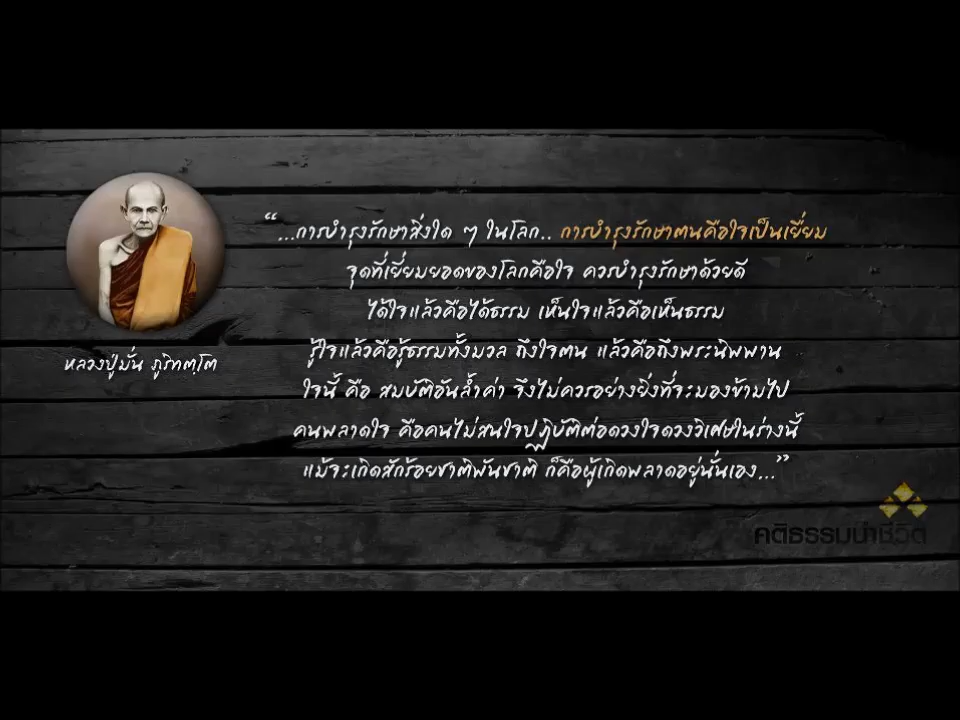 “...การบำรุงรักษาสิ่งใด ๆ ในโลก.. การบำรุงรักษาตนคือใจเป็นเยี่ยม
จุดที่เยี่ยมยอดของโลกคือใจ ควรบำรุงรักษาด้วยดี
ได้ใจแล้วคือได้ธรรม เห็นใจแล้วคือเห็นธรรม
รู้ใจแล้วคือรู้ธรรมทั้งมวล ถึงใจตน แล้วคือถึงพระนิพพาน
ใจนี้ คือ สมบัติอันล้ำค่า จึงไม่ควรอย่างยิ่งที่จะมองข้ามไป
คนพลาดใจ คือคนไม่สนใจปฏิบัติต่อดวงใจดวงวิเศษในร่างนี้
แม้จะเกิดสักร้อยชาติพันชาติ ก็คือผู้เกิดพลาดอยู่นั่นเอง...”
หลวงปู่มั่น ภูริทตฺโต
คติธรรมนำชีวิต